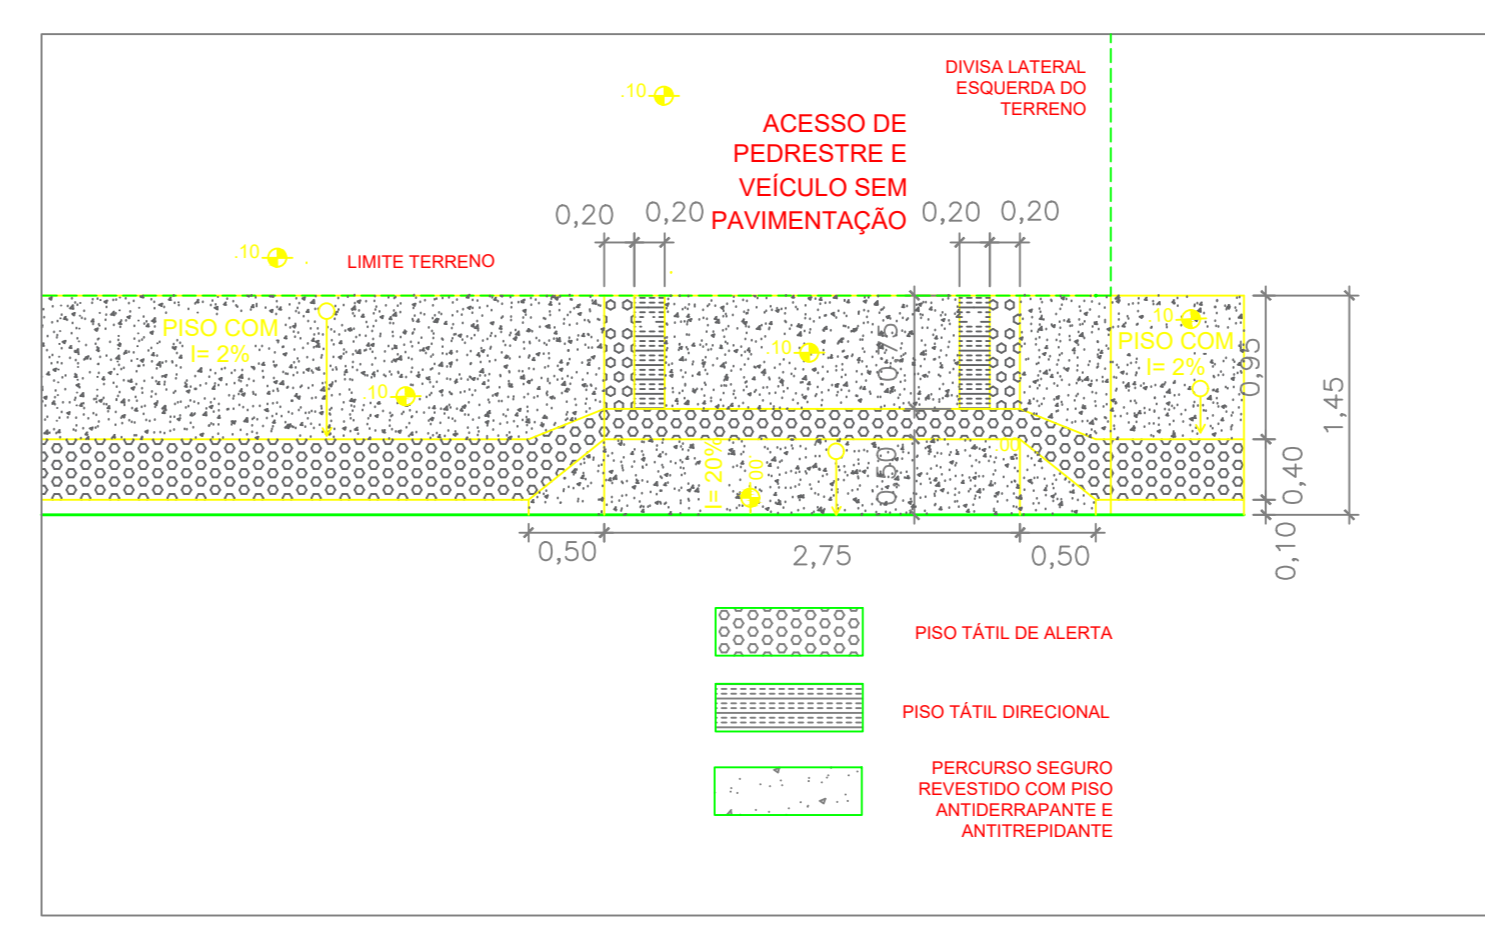 DIVISA LATERAL
ESQUERDA DO
TERRENO
.10
ACESSO DE
PEDRESTRE E
VEÍCULO SEM
PAVIMENTAÇÃO
0,20
0,20
0,20
0,20
.10
LIMITE TERRENO
PISO COM
I= 2%
.10
.10
0,75
.10
PISO COM
I= 2%
0,95
1,45
I= 20%
.00
0,50
.00
0,40
0,10
0,50
2,75
0,50
PISO TÁTIL DE ALERTA
PISO TÁTIL DIRECIONAL
PERCURSO SEGURO
REVESTIDO COM PISO
ANTIDERRAPANTE E
ANTITREPIDANTE